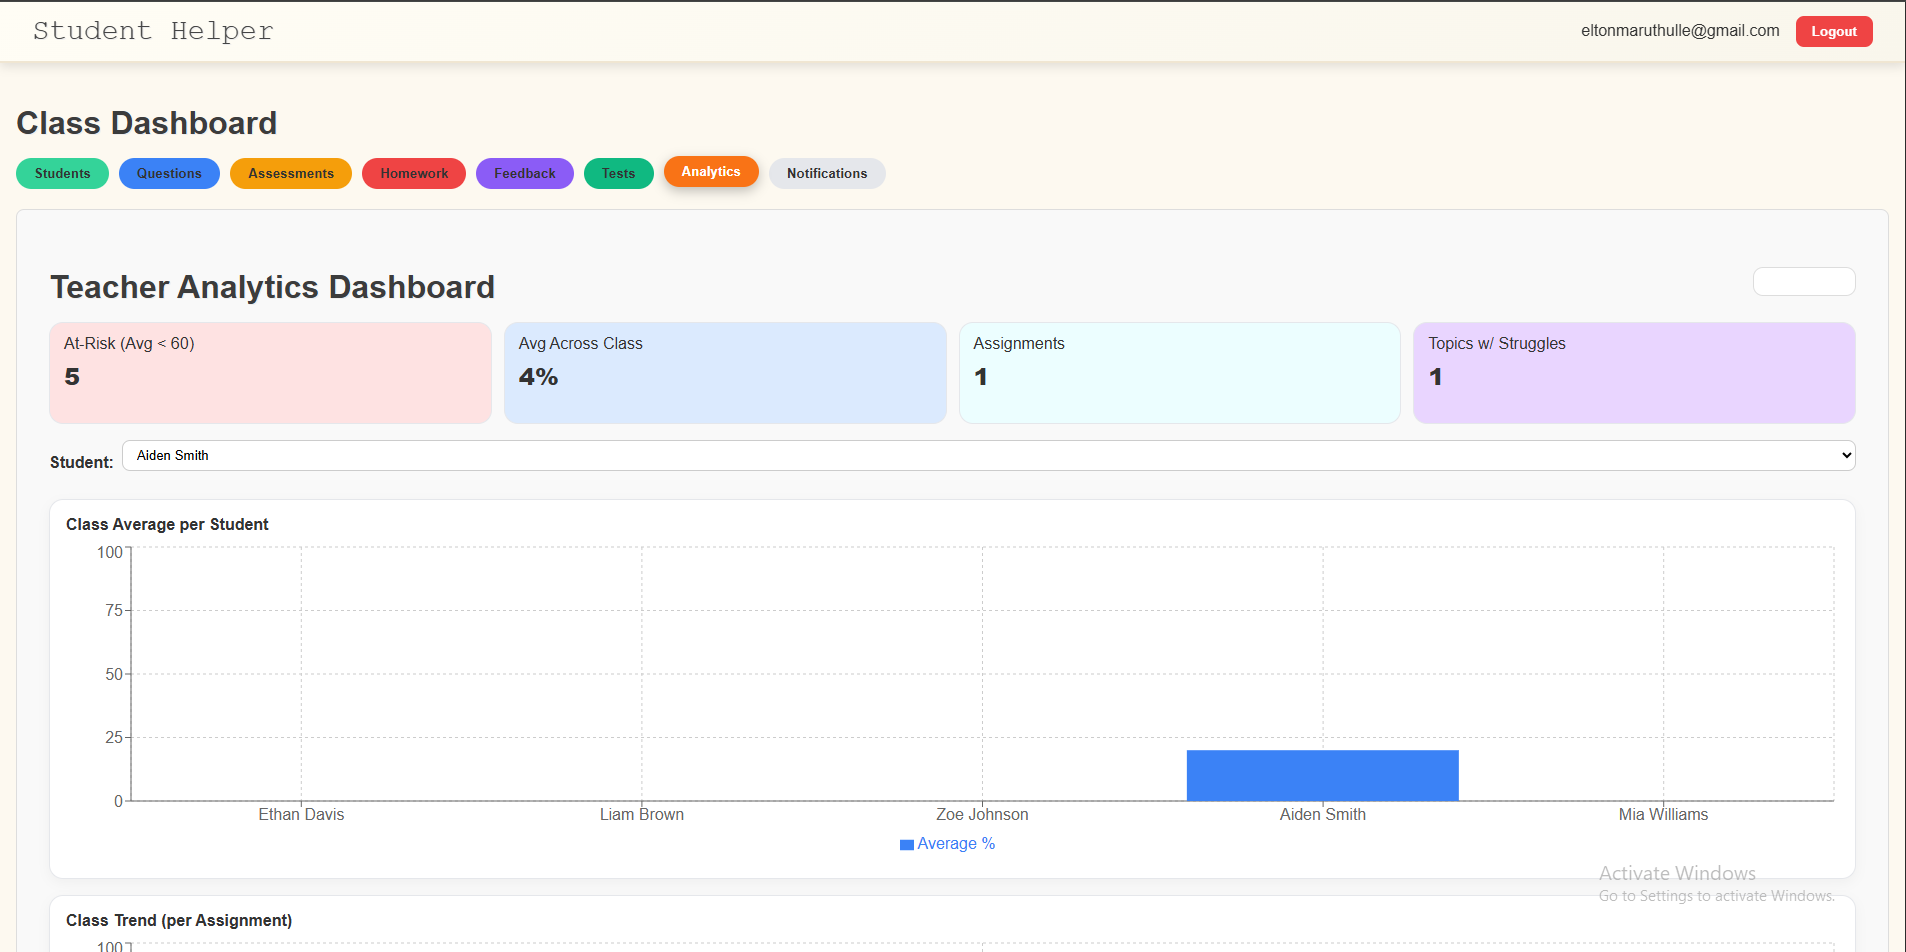 Student Helper
eltonmaruthulle@gmail.com
Logout
Class Dashboard
Students
Questions
Assessments
Homework
Feedback
Tests
Analytics
Notifications
Teacher Analytics Dashboard
At-Risk (Avg < 60)
5
Avg Across Class
4%
Assignments
1
Topics w/ Struggles
1
Student:
Aiden Smith
Class Average per Student
100
75
50
25
0
Ethan Davis
Liam Brown
Zoe Johnson
Aiden Smith
Mia Williams
Average %
Activate Windows
Go to Settings to activate Windows.
Class Trend (per Assignment)
100